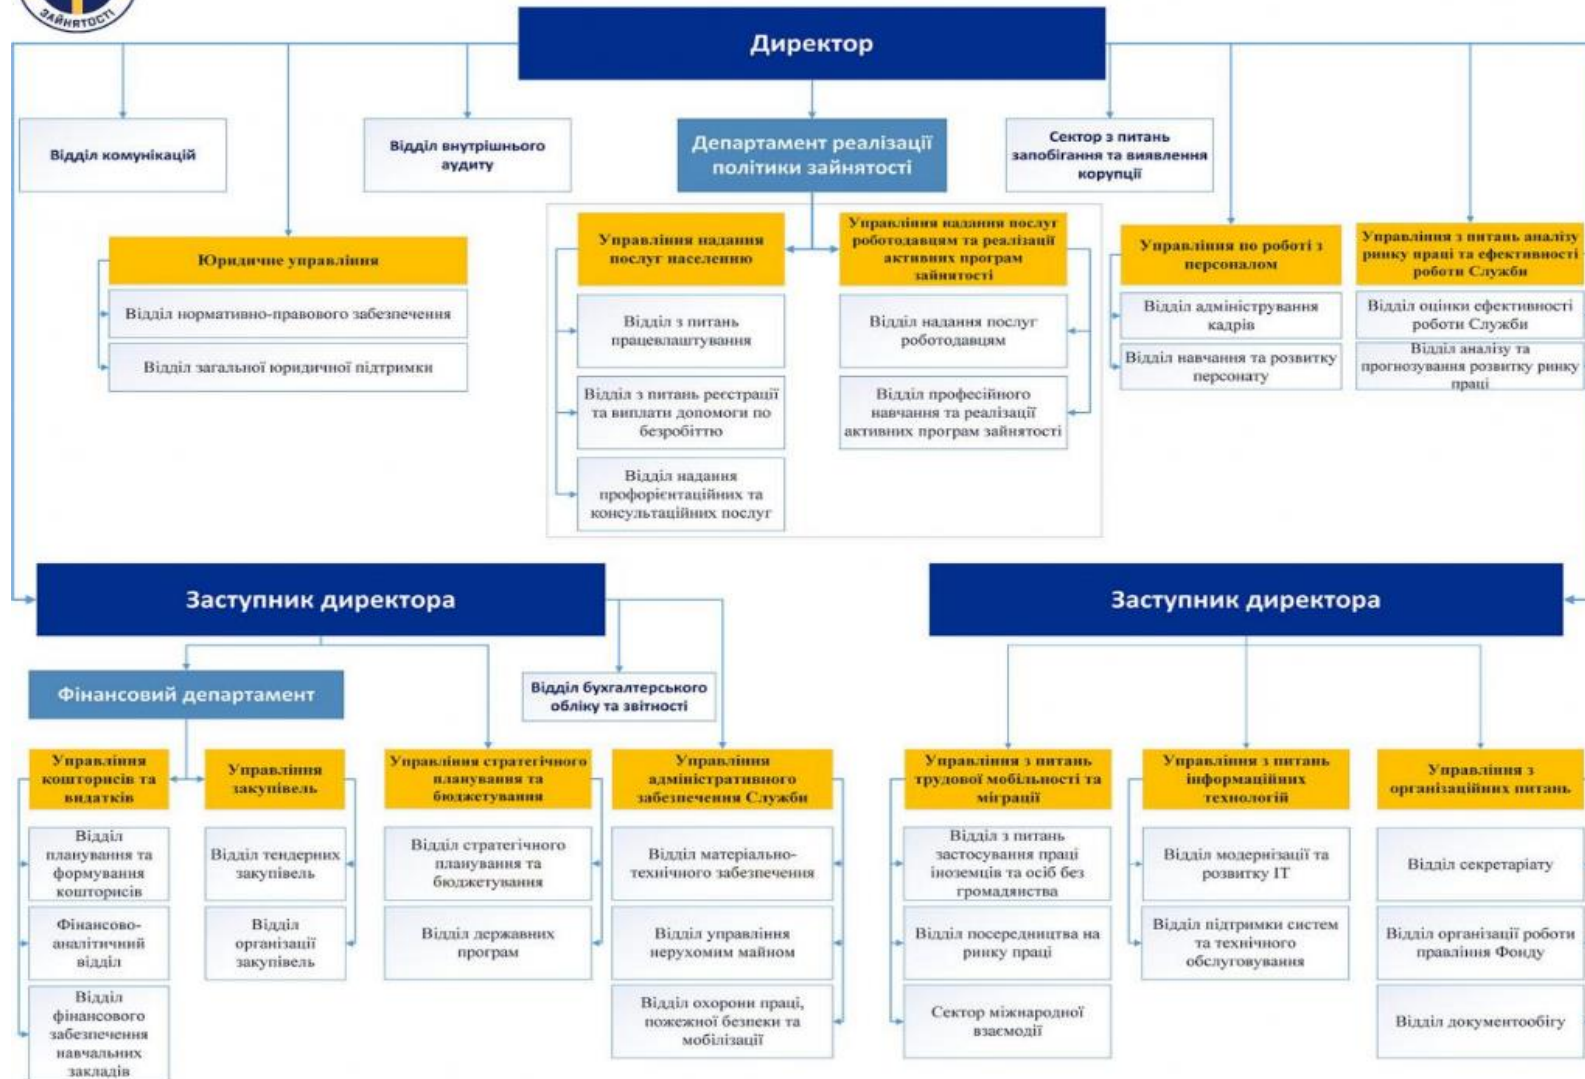 ЗАЙНЯТОСТІ
Директор
Відділ комунікацій
Відділ внутрішнього
аудиту
Департамент реалізації
політики зайнятості
Сектор з питань
запобігання та виявлення
корупції
Юридичне управління
Відділ нормативно-правового забезпечення
Відділ загальної юридичної підтримки
Управління надання
послуг населенню
Відділ з питань
працевлаштування
Відділ з питань реєстрації
та виплати допомоги по
безробіттю
Відділ надання
профорієнтаційних та
консультаційних послуг
Управління надання послуг
роботодавцям та реалізації
активних програм
зайнятості
Відділ надання послуг
роботодавцям
Відділ професійного
навчання та реалізації
активних програм зайнятості
Управління по роботі з
персоналом
Відділ адміністрування
кадрів
Відділ навчання та розвитку
персонату
Управління з питань аналізу
ринку праці та ефективності
роботи Служби
Відділ оцінки ефективності
роботи Служби
Відділ аналізу та
прогнозування розвитку ринку
праці
Заступник директора
Фінансовий департамент
Відділ бухгалтерського
обліку та звітності
Управління
кошторисів та
видатків
Відділ
планування та
формування
кошторисів
Фінансово-
аналітичний
відділ
Відділ
фінансового
забезпечення
навчальних
закладів
Управління
закупівель
Відділ тендерних
закупівель
Відділ
організації
закупівель
Управління стратегічного
планування та
бюджетування
Відділ стратегічного
планування та
бюджетування
Відділ державних
програм
Управління
адміністративного
забезпечення Служби
Відділ матеріально-
технічного забезпечення
Відділ управління
нерухомим майном
Відділ охорони праці,
пожежної безпеки та
мобілізації
Заступник директора
Управління з питань
трудової мобільності та
міграції
Відділ з питань
застосування праці
іноземців та осіб без
громадянства
Відділ посередництва на
ринку праці
Сектор міжнародної
взаємодії
Управління з питань
інформаційних
технологій
Відділ модернізації та
розвитку ІТ
Відділ підтримки систем
та технічного
обслуговування
Управління з
організаційних питань
Відділ секретаріату
Відділ організації роботи
правління Фонду
Відділ документообігу